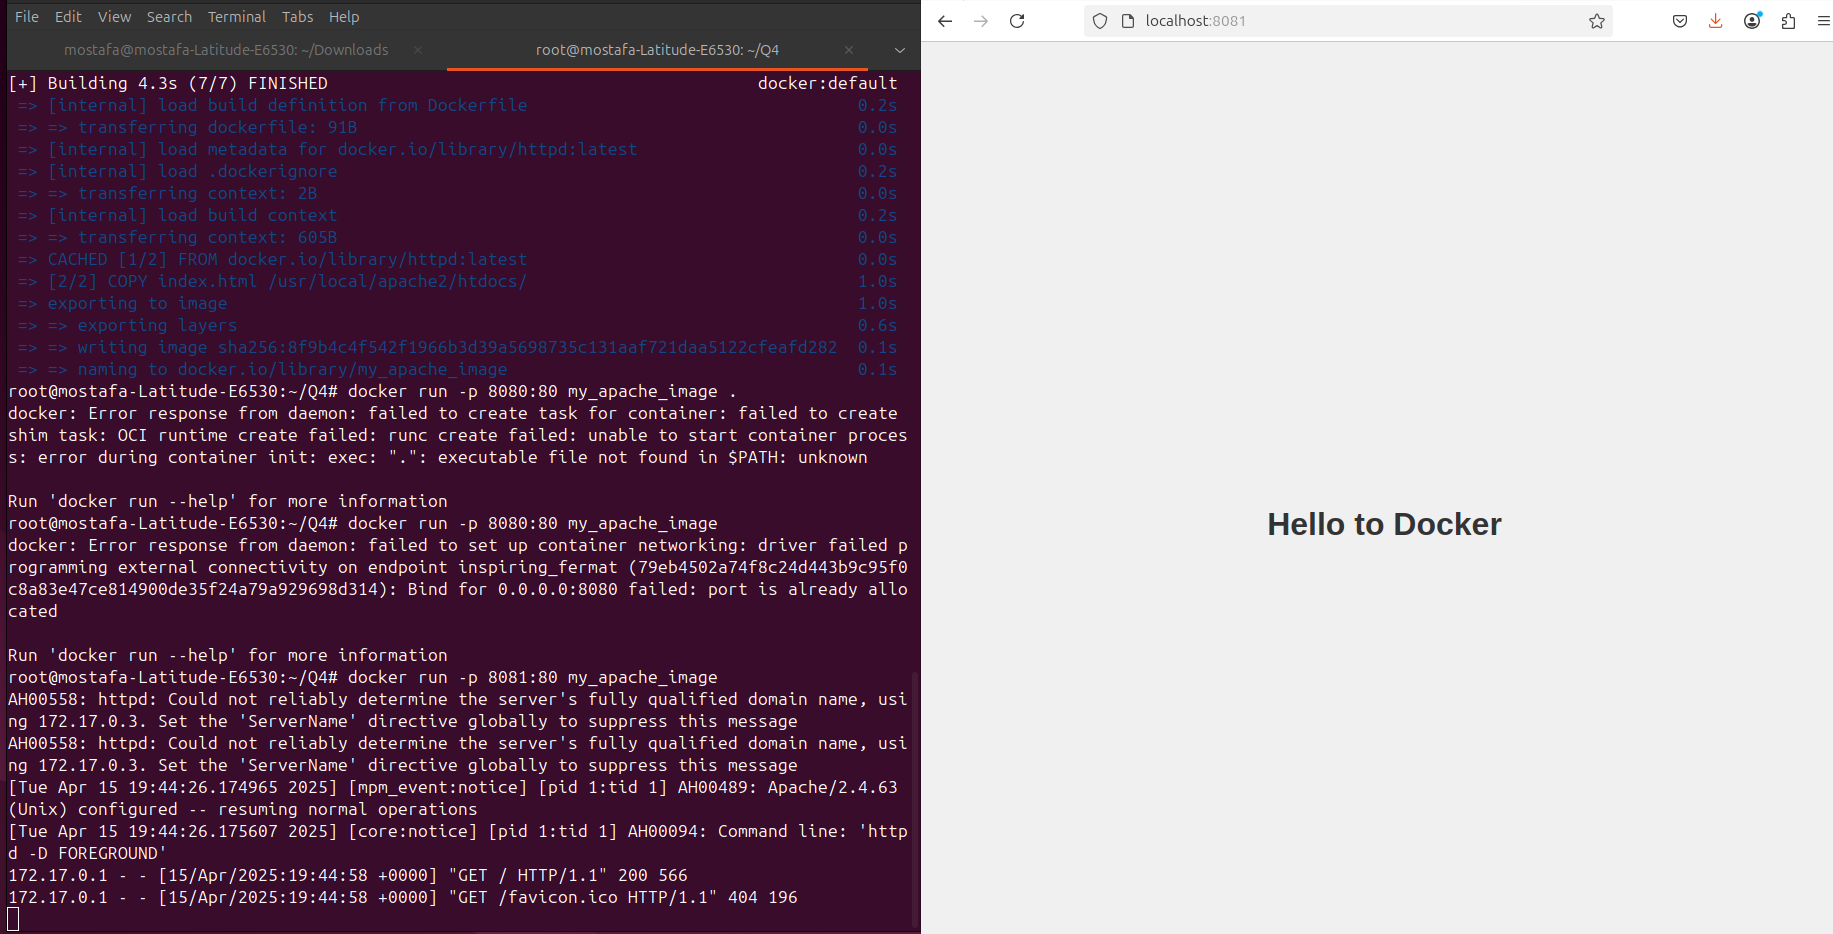 File Edit View Search Terminal Tabs Help
mostafa@mostafa-Latitude-E6530: ~/Downloads × root@mostafa-Latitude-E6530: ~/Q4 ×
[+] Building 4.3s (7/7) FINISHED docker:default
=> [internal] load build definition from Dockerfile 0.2s
=> => transferring dockerfile: 91B 0.0s
=> [internal] load metadata for docker.io/library/httpd:latest 0.0s
=> [internal] load .dockerignore 0.2s
=> => transferring context: 2B 0.0s
=> [internal] load build context 0.2s
=> => transferring context: 605B 0.0s
=> CACHED [1/2] FROM docker.io/library/httpd:latest 0.0s
=> [2/2] COPY index.html /usr/local/apache2/htdocs/ 1.0s
=> exporting to image 1.0s
=> => exporting layers 0.6s
=> => writing image sha256:8f9b4c4f542f1966b3d39a5698735c131aaf721daa5122cfeafd282 0.1s
=> => naming to docker.io/library/my_apache_image 0.1s
root@mostafa-Latitude-E6530:~/Q4# docker run -p 8080:80 my_apache_image .
docker: Error response from daemon: failed to create task for container: failed to create
shim task: OCI runtime create failed: runc create failed: unable to start container proces
s: error during container init: exec: ".": executable file not found in $PATH: unknown
Run 'docker run --help' for more information
root@mostafa-Latitude-E6530:~/Q4# docker run -p 8080:80 my_apache_image
docker: Error response from daemon: failed to set up container networking: driver failed p
rogramming external connectivity on endpoint inspiring_fermat (79eb4502a74f8c24d443b9c95f0
c8a83e47ce814900de35f24a79a929698d314): Bind for 0.0.0.0:8080 failed: port is already allo
cated
Run 'docker run --help' for more information
root@mostafa-Latitude-E6530:~/Q4# docker run -p 8081:80 my_apache_image
AH00558: httpd: Could not reliably determine the server's fully qualified domain name, usi
ng 172.17.0.3. Set the 'ServerName' directive globally to suppress this message
AH00558: httpd: Could not reliably determine the server's fully qualified domain name, usi
ng 172.17.0.3. Set the 'ServerName' directive globally to suppress this message
[Tue Apr 15 19:44:26.174965 2025] [mpm_event:notice] [pid 1:tid 1] AH00489: Apache/2.4.63
(Unix) configured -- resuming normal operations
[Tue Apr 15 19:44:26.175607 2025] [core:notice] [pid 1:tid 1] AH00094: Command line: 'http
d -D FOREGROUND'
172.17.0.1 - - [15/Apr/2025:19:44:58 +0000] "GET / HTTP/1.1" 200 566
172.17.0.1 - - [15/Apr/2025:19:44:58 +0000] "GET /favicon.ico HTTP/1.1" 404 196
localhost:8081
Hello to Docker